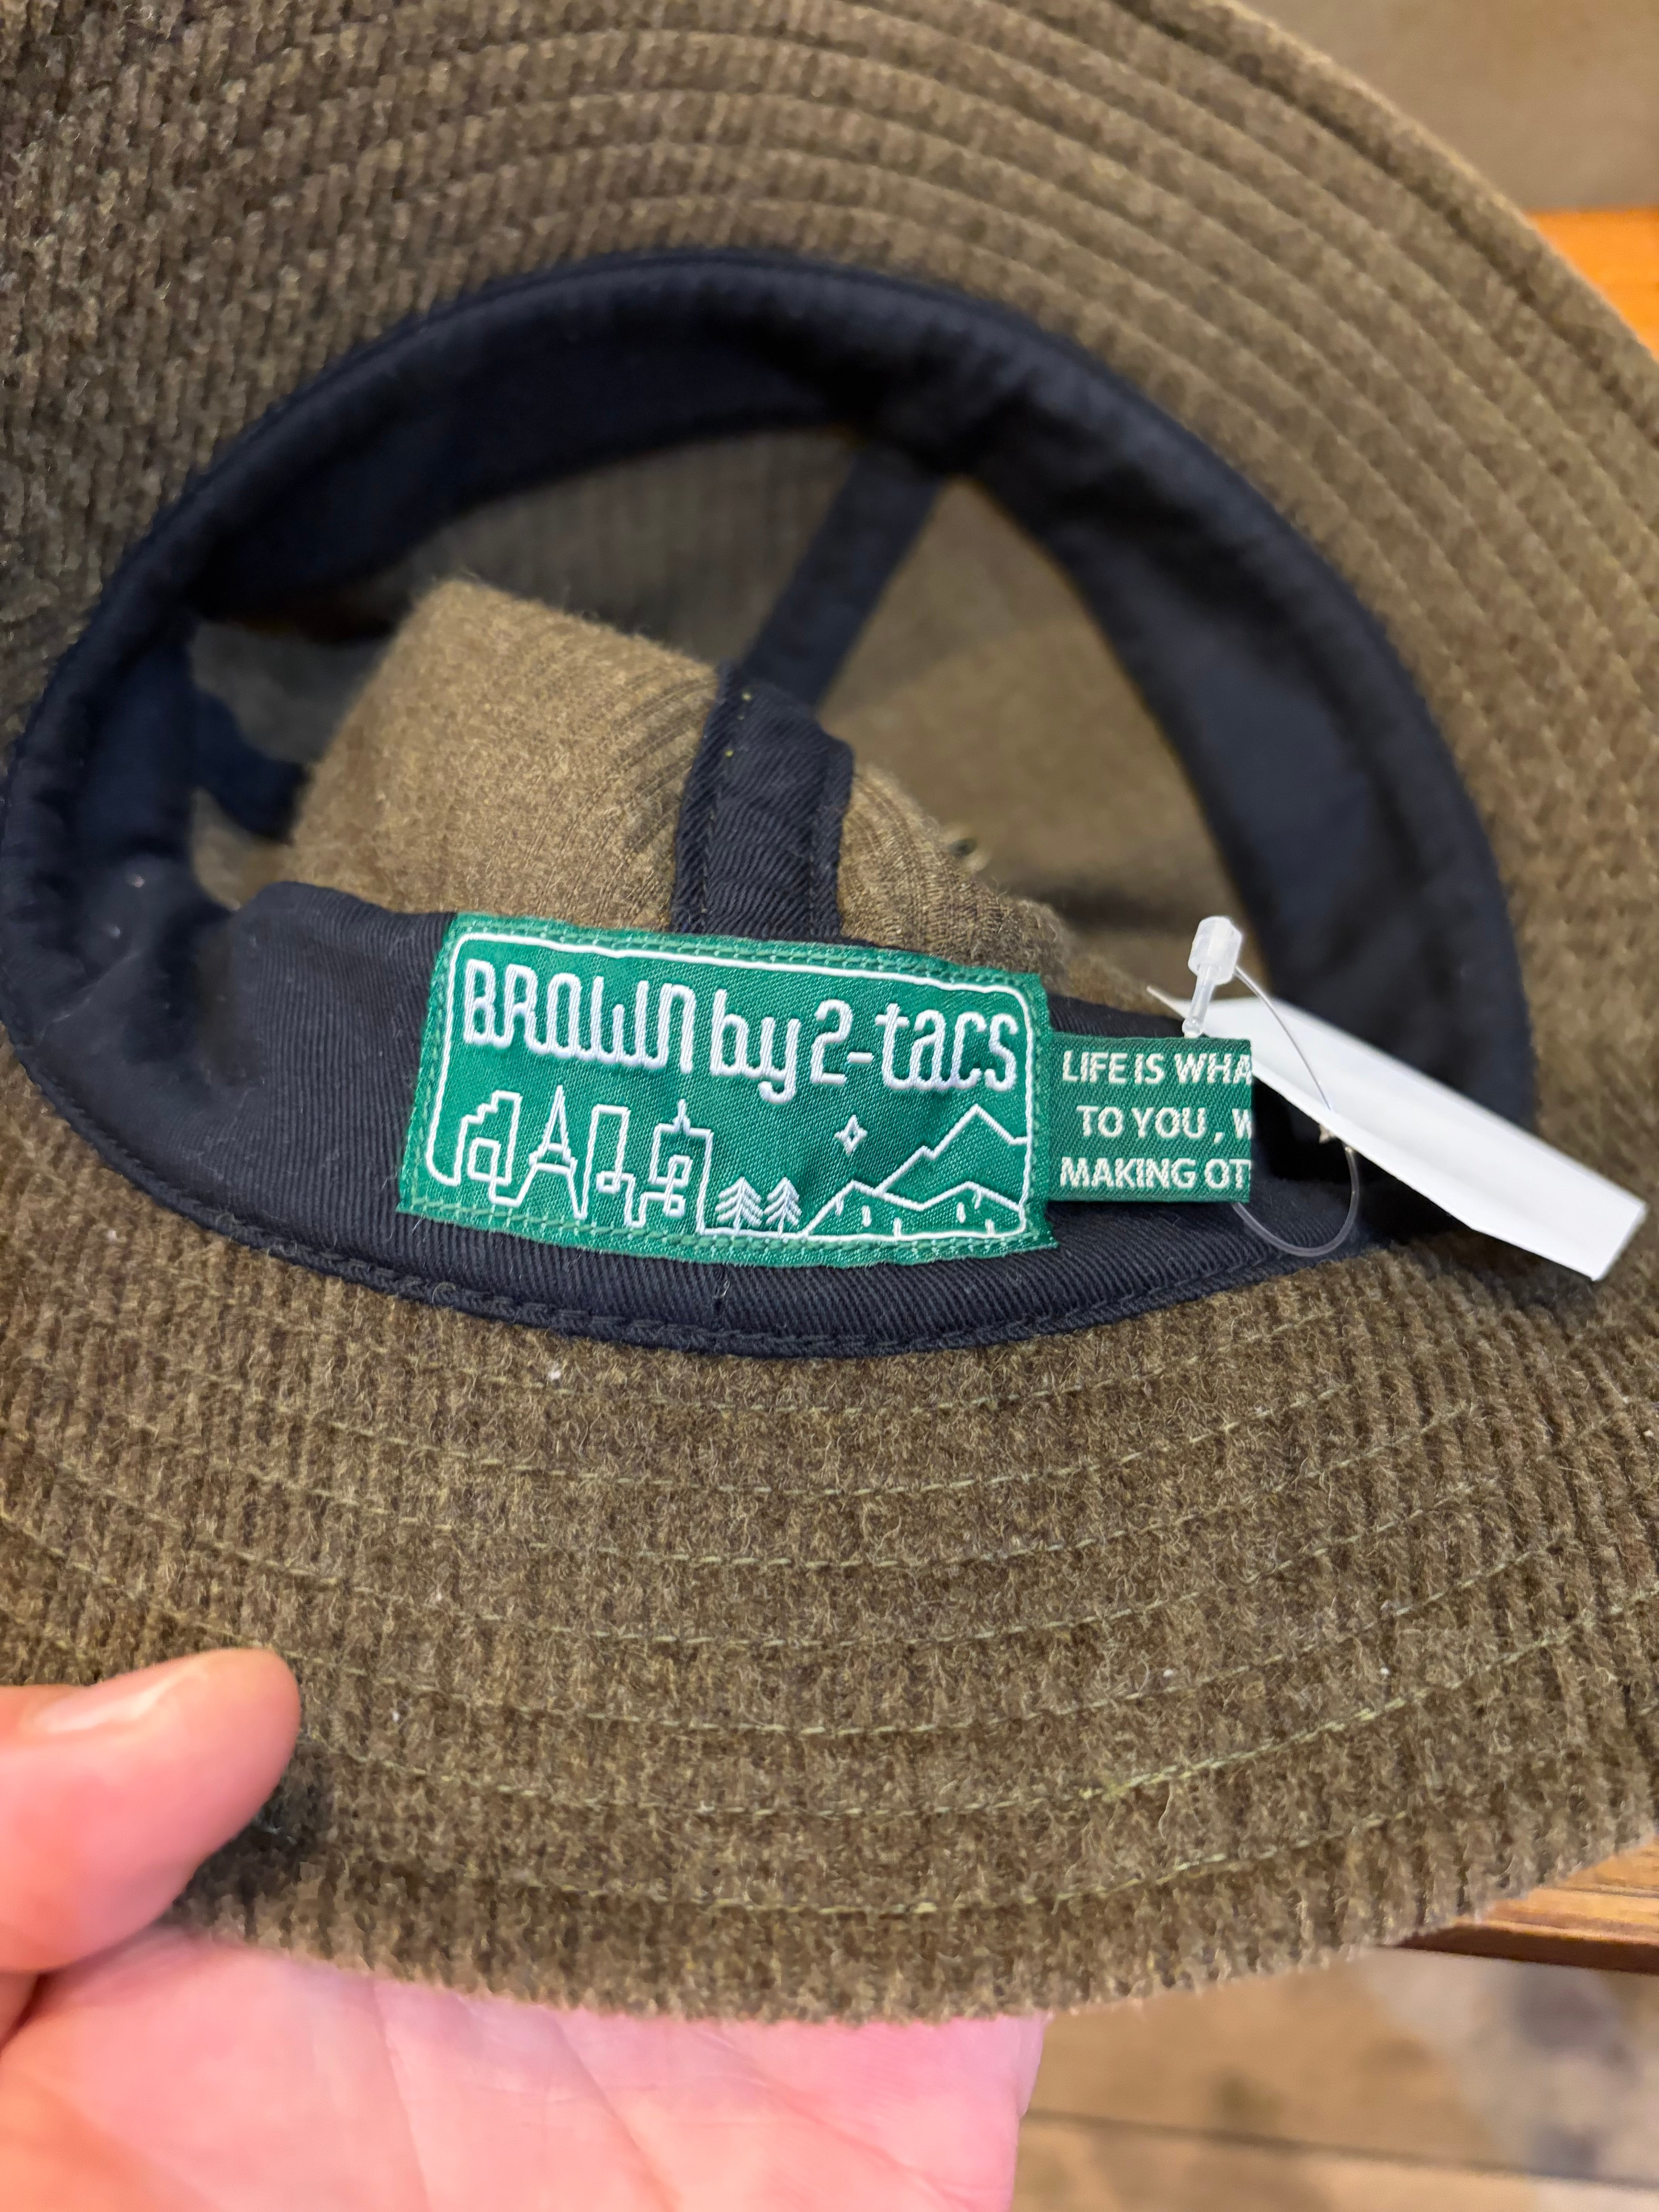 BROWN by 2-tacs
LIFE IS WHA
TO YOU, W
MAKING OT